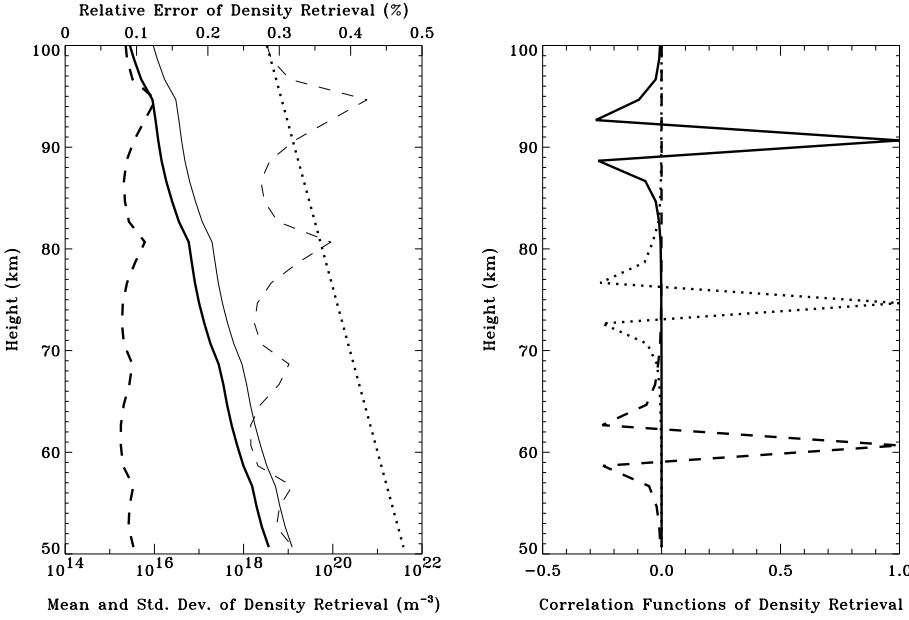 Relative Error of Density Retrieval (%)
0 0.1 0.2 0.3 0.4 0.5
100
90
80
70
60
50
Height (km)
10^14 10^16 10^18 10^20 10^22
Mean and Std. Dev. of Density Retrieval (m^-3)
100
90
80
70
60
50
Height (km)
-0.5 0.0 0.5 1.0
Correlation Functions of Density Retrieval